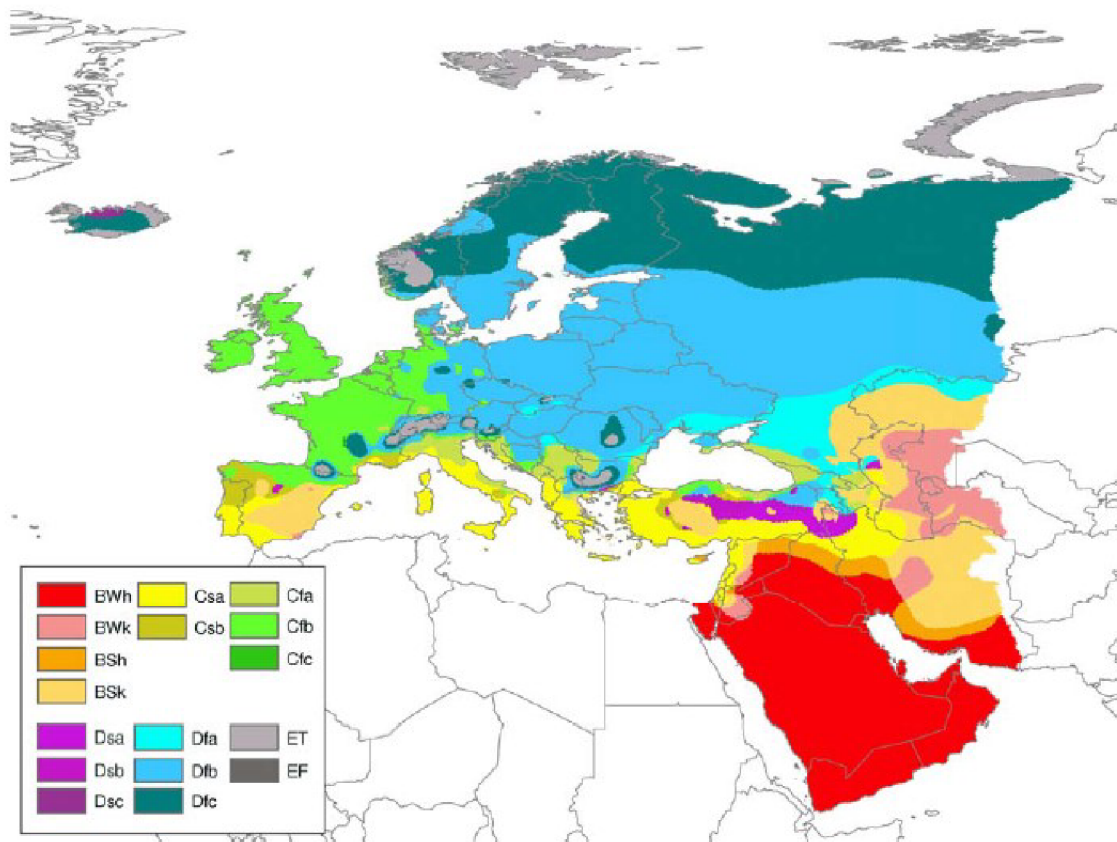 BWh Csa Cfa
BWk Csb Cfb
BSh Cfc
BSk
Dsa Dfa ET
Dsb Dfb EF
Dsc Dfc